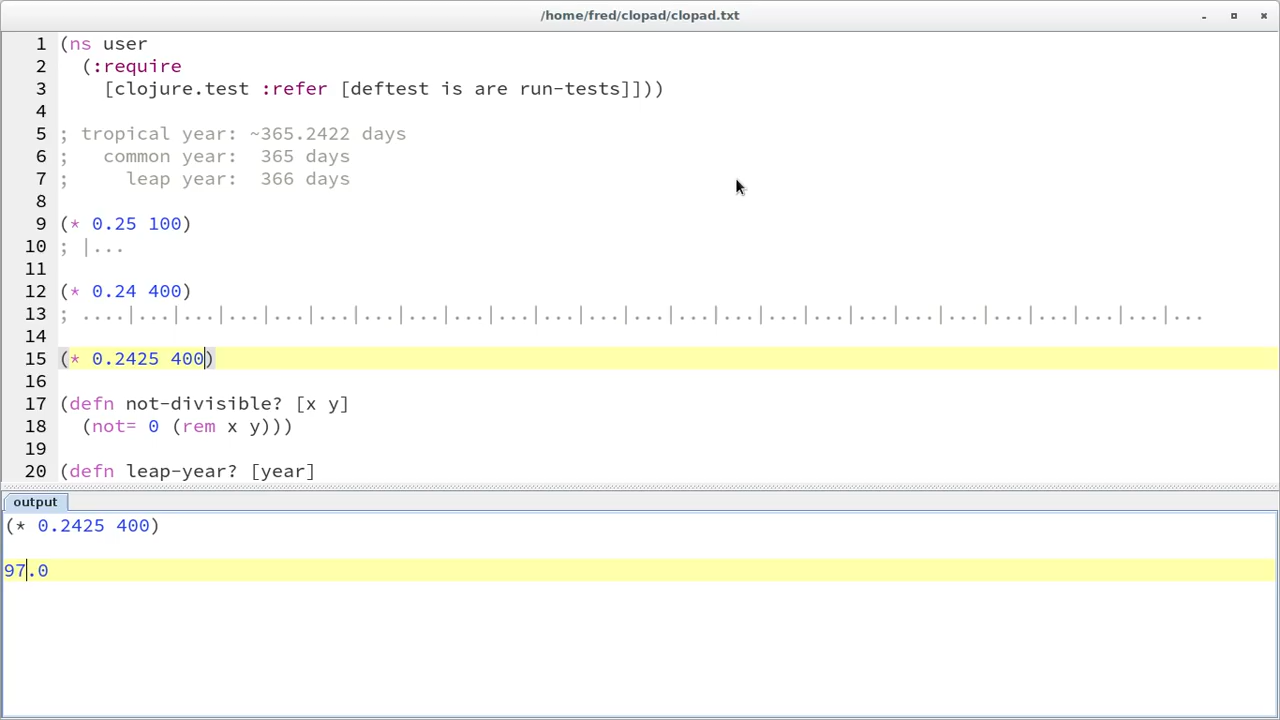 /home/fred/clopad/clopad.txt
1 (ns user
2   (:require
3     [clojure.test :refer [deftest is are run-tests]]))
4
5 ; tropical year: ~365.2422 days
6 ;   common year:  365 days
7 ;     leap year:  366 days
8
9 (* 0.25 100)
10 ; |...
11
12 (* 0.24 400)
13 ; ....|...|...|...|...|...|...|...|...|...|...|...|...|...|...|...|...|...|...|...|...|...|...|...|...
14
15 (* 0.2425 400)
16
17 (defn not-divisible? [x y]
18   (not= 0 (rem x y)))
19
20 (defn leap-year? [year]
output
(* 0.2425 400)
97.0